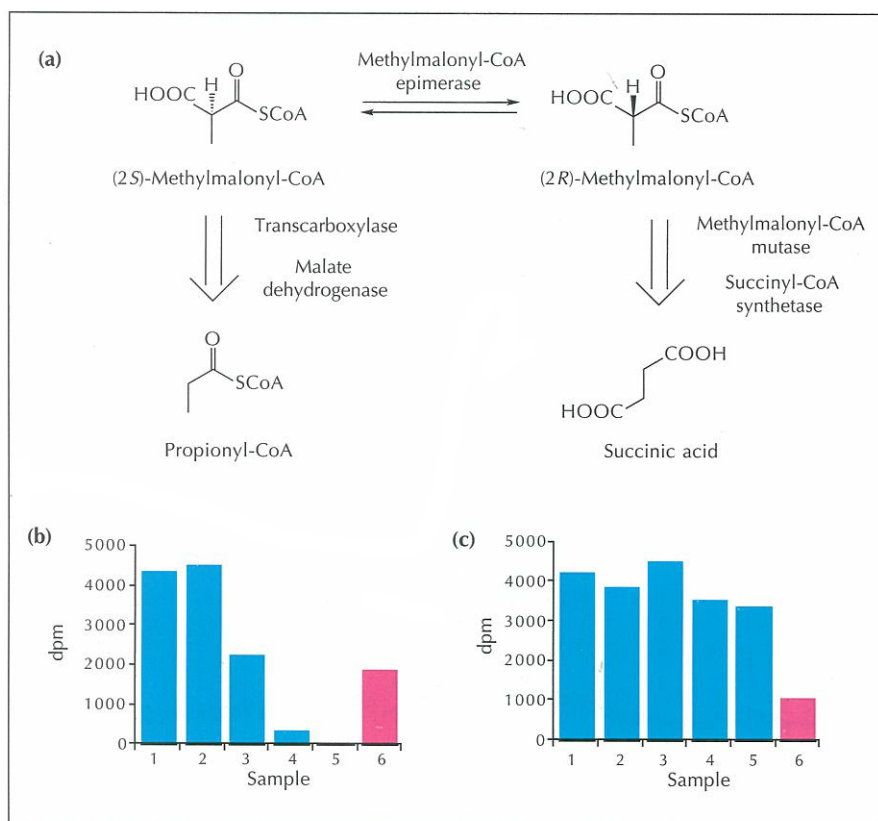 (a)
O
H
HOOC
SCoA
(2S)-Methylmalonyl-CoA
Methylmalonyl-CoA
epimerase
O
H
HOOC
SCoA
(2R)-Methylmalonyl-CoA
Transcarboxylase
Malate
dehydrogenase
Methylmalonyl-CoA
mutase
Succinyl-CoA
synthetase
O
SCoA
Propionyl-CoA
COOH
HOOC
Succinic acid
(b)
5000
4000
3000
2000
1000
0
dpm
1 2 3 4 5 6
Sample
(c)
5000
4000
3000
2000
1000
0
dpm
1 2 3 4 5 6
Sample